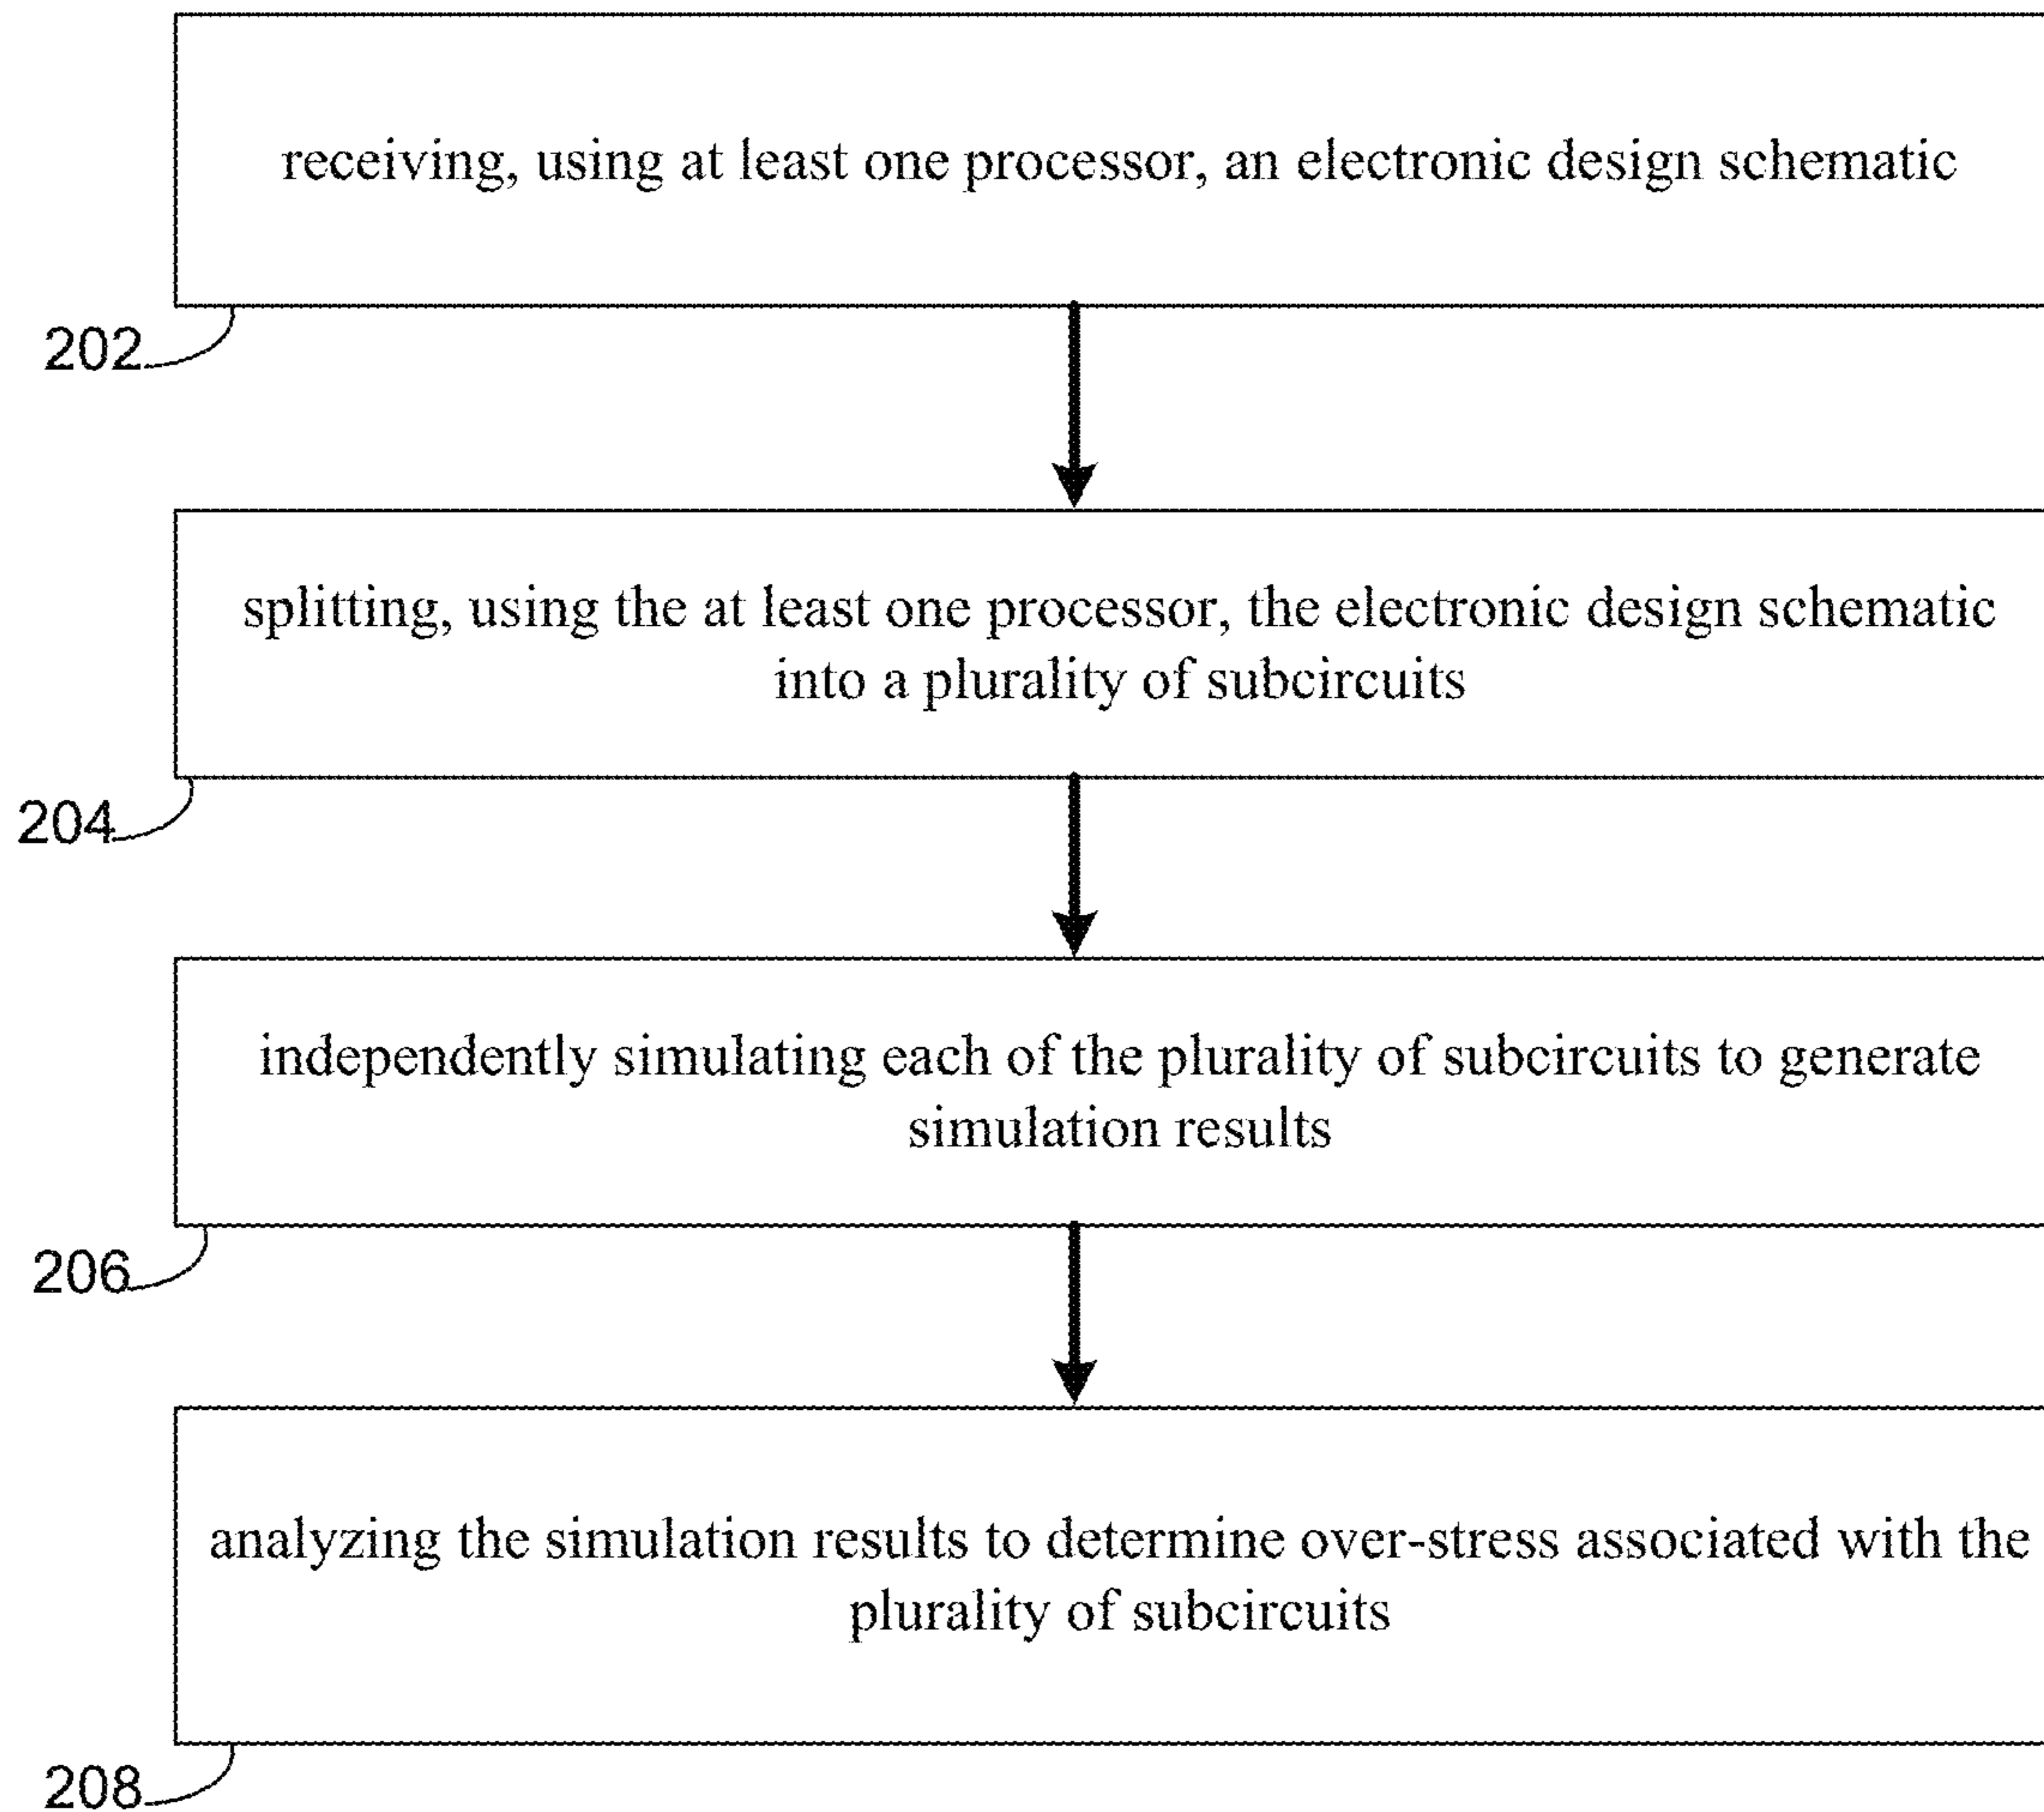 receiving, using at least one processor, an electronic design schematic
202
splitting, using the at least one processor, the electronic design schematic
into a plurality of subcircuits
204
independently simulating each of the plurality of subcircuits to generate
simulation results
206
analyzing the simulation results to determine over-stress associated with the
plurality of subcircuits
208